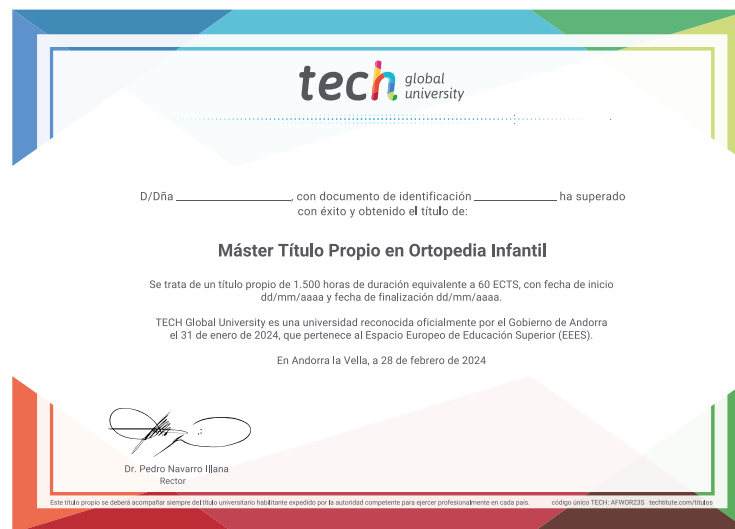 tech global university
D/Dña ________________, con documento de identificación ____________ ha superado
con éxito y obtenido el título de:
Máster Título Propio en Ortopedia Infantil
Se trata de un título propio de 1.500 horas de duración equivalente a 60 ECTS, con fecha de inicio
dd/mm/aaaa y fecha de finalización dd/mm/aaaa.
TECH Global University es una universidad reconocida oficialmente por el Gobierno de Andorra
el 31 de enero de 2024, que pertenece al Espacio Europeo de Educación Superior (EEES).
En Andorra la Vella, a 28 de febrero de 2024
Dr. Pedro Navarro Illana
Rector
Este título propio se deberá acompañar siempre del título universitario habilitante expedido por la autoridad competente para ejercer profesionalmente en cada país. código único TECH: AFWOR23S techtitute.com/títulos